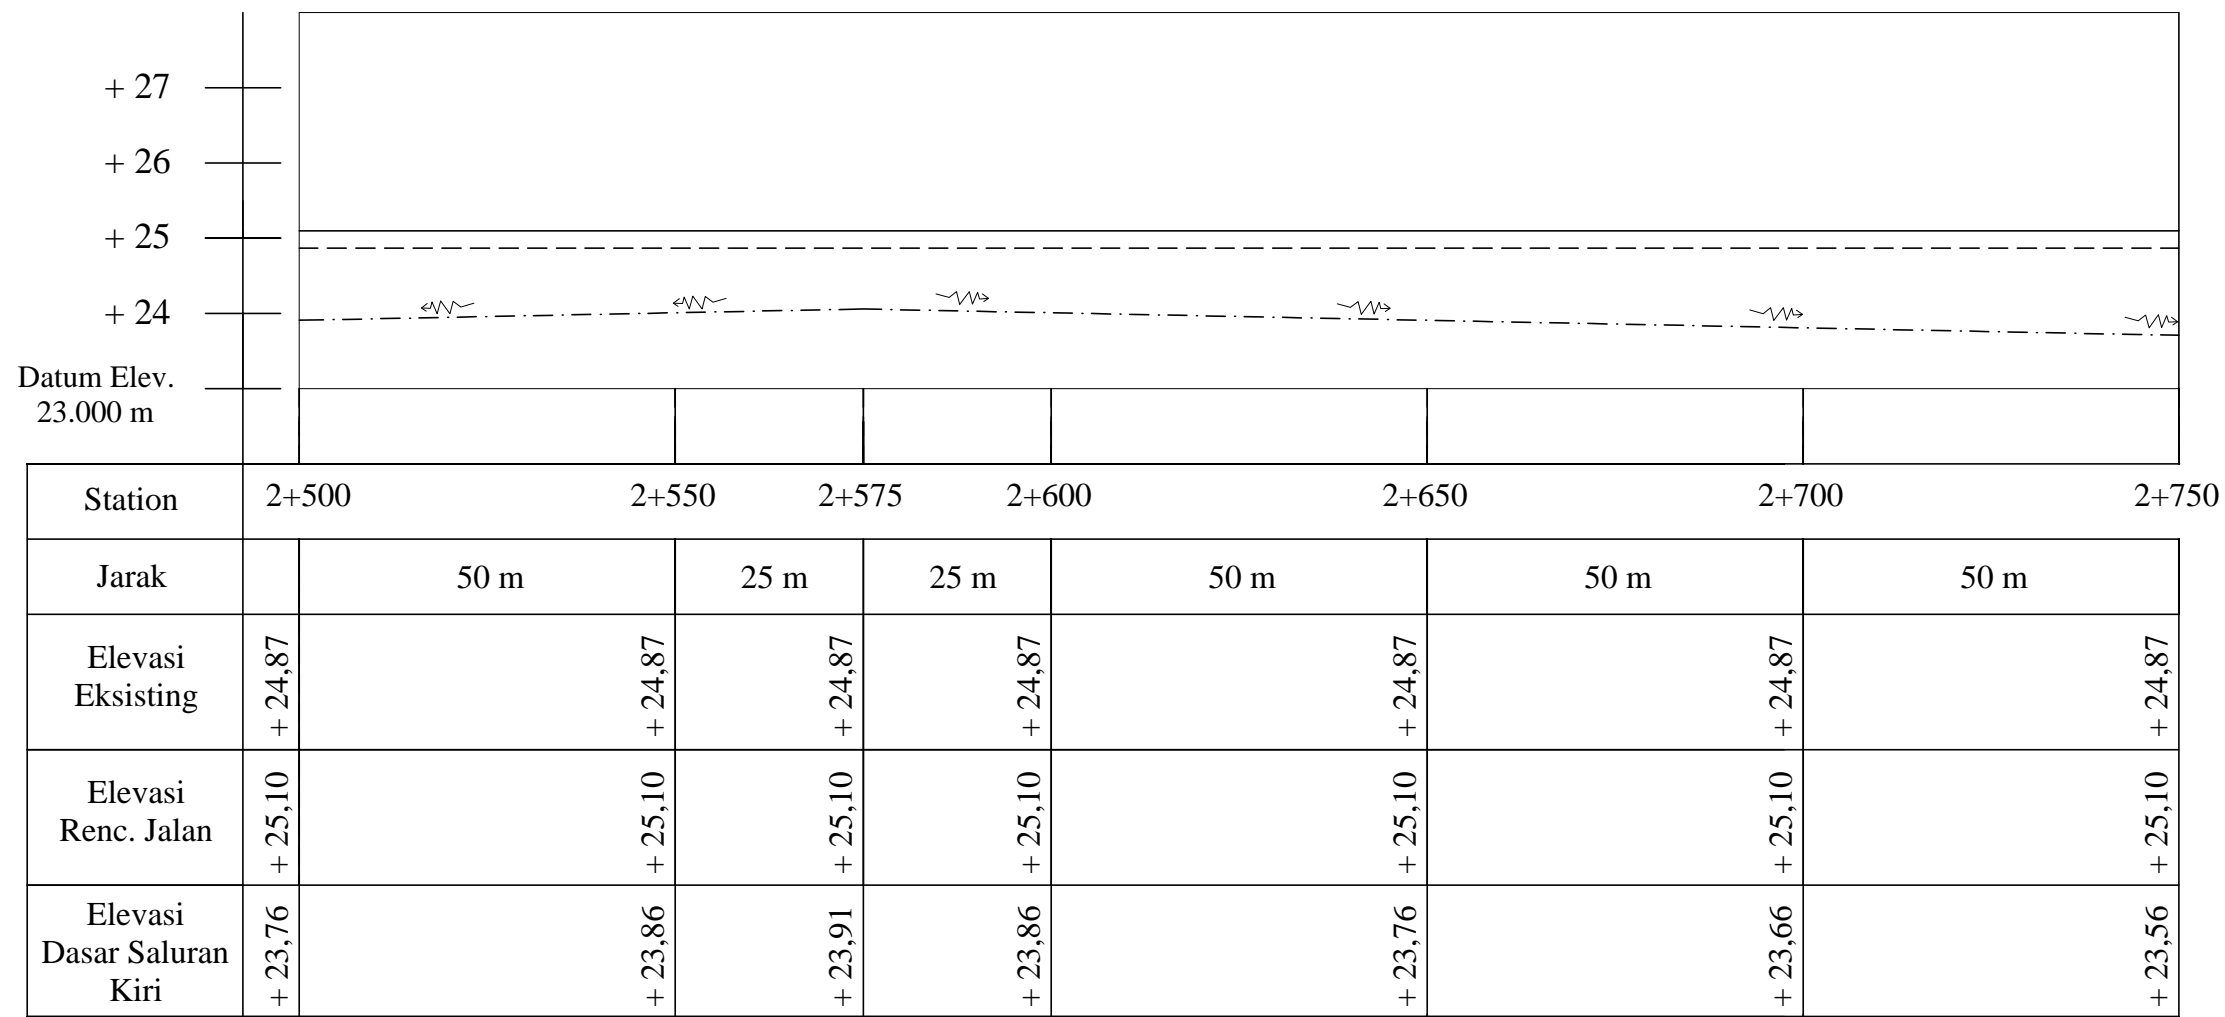 + 27
+ 26
+ 25
+ 24
Datum Elev.
23.000 m
Station 2+500 2+550 2+575 2+600 2+650 2+700 2+750
Jarak 50 m 25 m 25 m 50 m 50 m 50 m
Elevasi
Eksisting
+ 24,87 + 24,87 + 24,87 + 24,87 + 24,87 + 24,87 + 24,87
Elevasi
Renc. Jalan
+ 25,10 + 25,10 + 25,10 + 25,10 + 25,10 + 25,10 + 25,10
Elevasi
Dasar Saluran
Kiri
+ 23,76 + 23,86 + 23,91 + 23,86 + 23,76 + 23,66 + 23,56